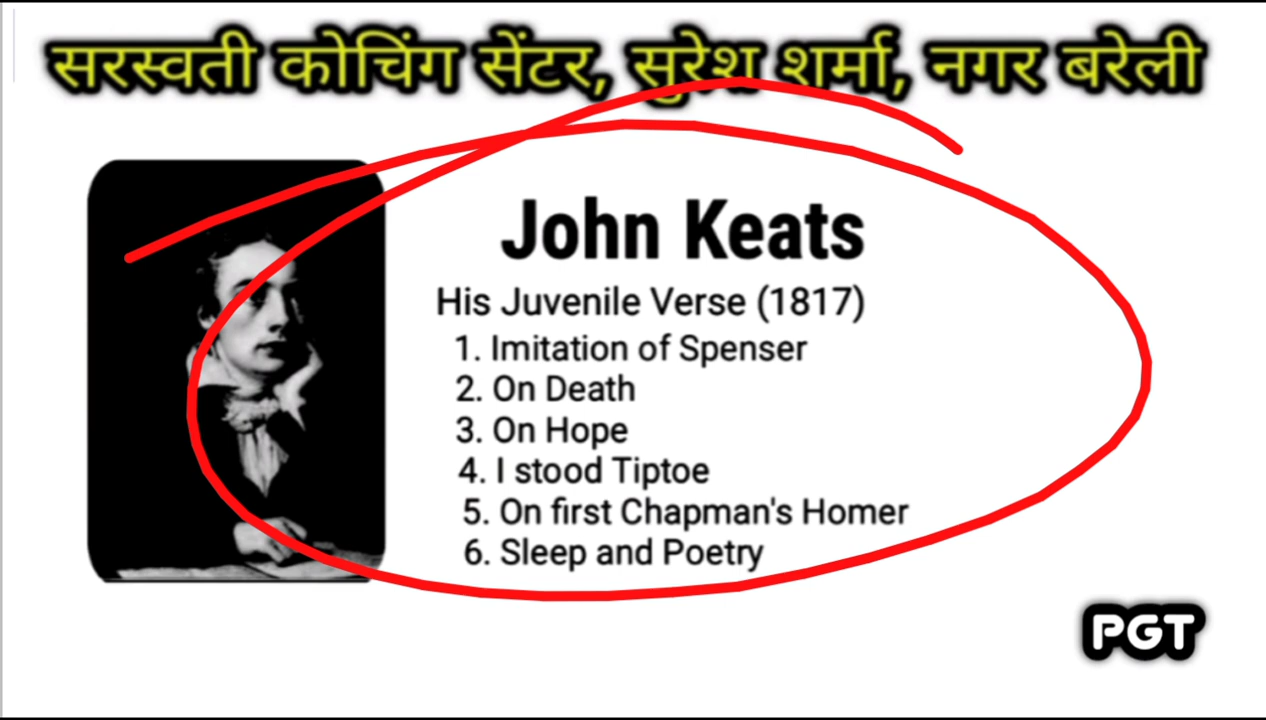 सरस्वती कोचिंग सेंटर, सुरेश शर्मा, नगर बरेली
John Keats
His Juvenile Verse (1817)
1. Imitation of Spenser
2. On Death
3. On Hope
4. I stood Tiptoe
5. On first Chapman's Homer
6. Sleep and Poetry
PGT